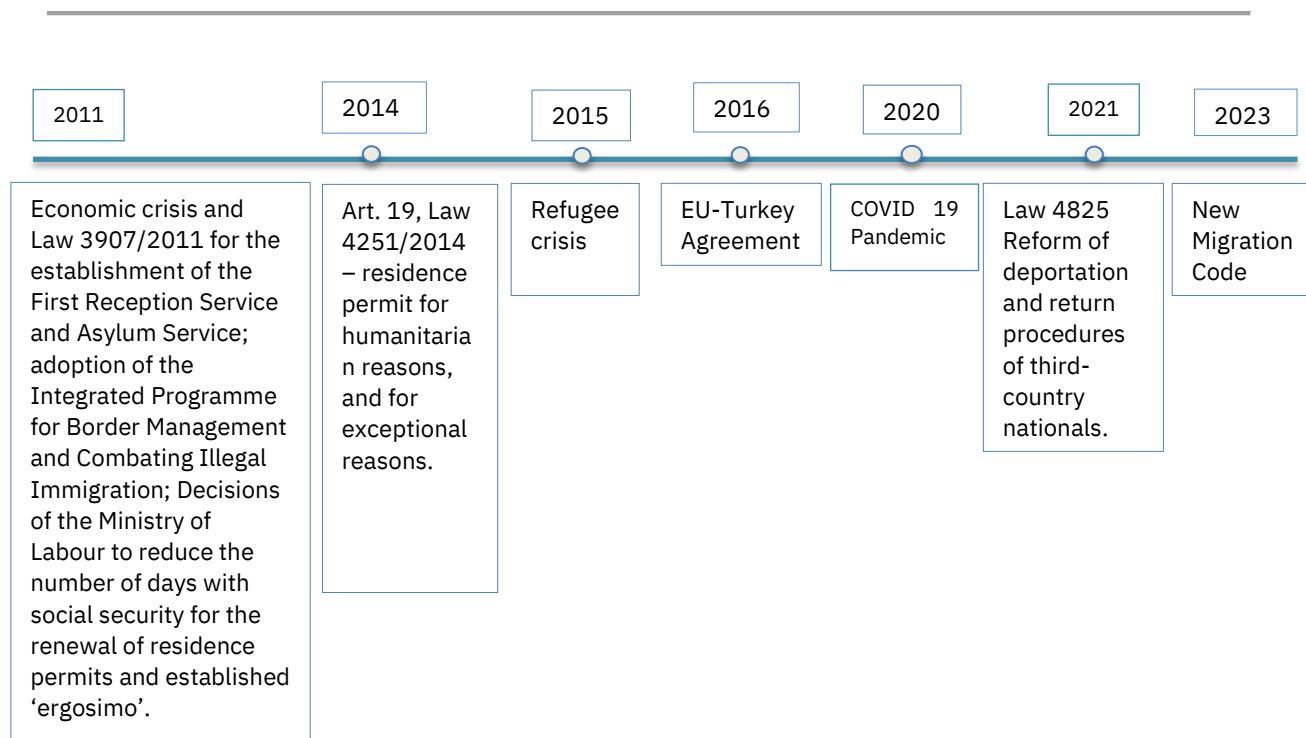 2011
2014
2015
2016
2020
2021
2023
Economic crisis and
Law 3907/2011 for the
establishment of the
First Reception Service
and Asylum Service;
adoption of the
Integrated Programme
for Border Management
and Combating Illegal
Immigration; Decisions
of the Ministry of
Labour to reduce the
number of days with
social security for the
renewal of residence
permits and established
‘ergosimo’.
Art. 19, Law
4251/2014
– residence
permit for
humanitaria
n reasons,
and for
exceptional
reasons.
Refugee
crisis
EU-Turkey
Agreement
COVID 19
Pandemic
Law 4825
Reform of
deportation
and return
procedures
of third-
country
nationals.
New
Migration
Code